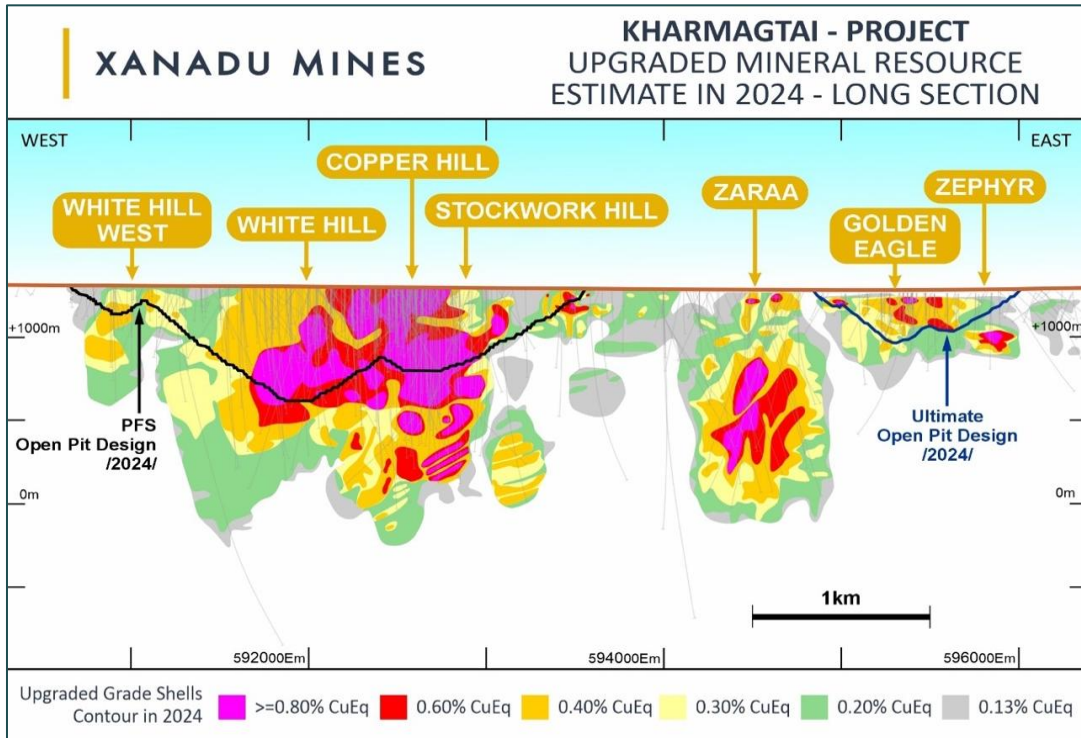 XANADU MINES
KHARMAGTAI - PROJECT
UPGRADED MINERAL RESOURCE
ESTIMATE IN 2024 - LONG SECTION
WEST
EAST
COPPER HILL
WHITE HILL
WEST
WHITE HILL
STOCKWORK HILL
ZARAA
GOLDEN
EAGLE
ZEPHYR
+1000m
+1000m
PFS
Open Pit Design
/2024/
Ultimate
Open Pit Design
/2024/
0m
0m
1km
592000Em
594000Em
596000Em
Upgraded Grade Shells
Contour in 2024
>=0.80% CuEq
0.60% CuEq
0.40% CuEq
0.30% CuEq
0.20% CuEq
0.13% CuEq